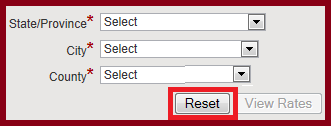 State/Province* Select
City* Select
County* Select
Reset View Rates